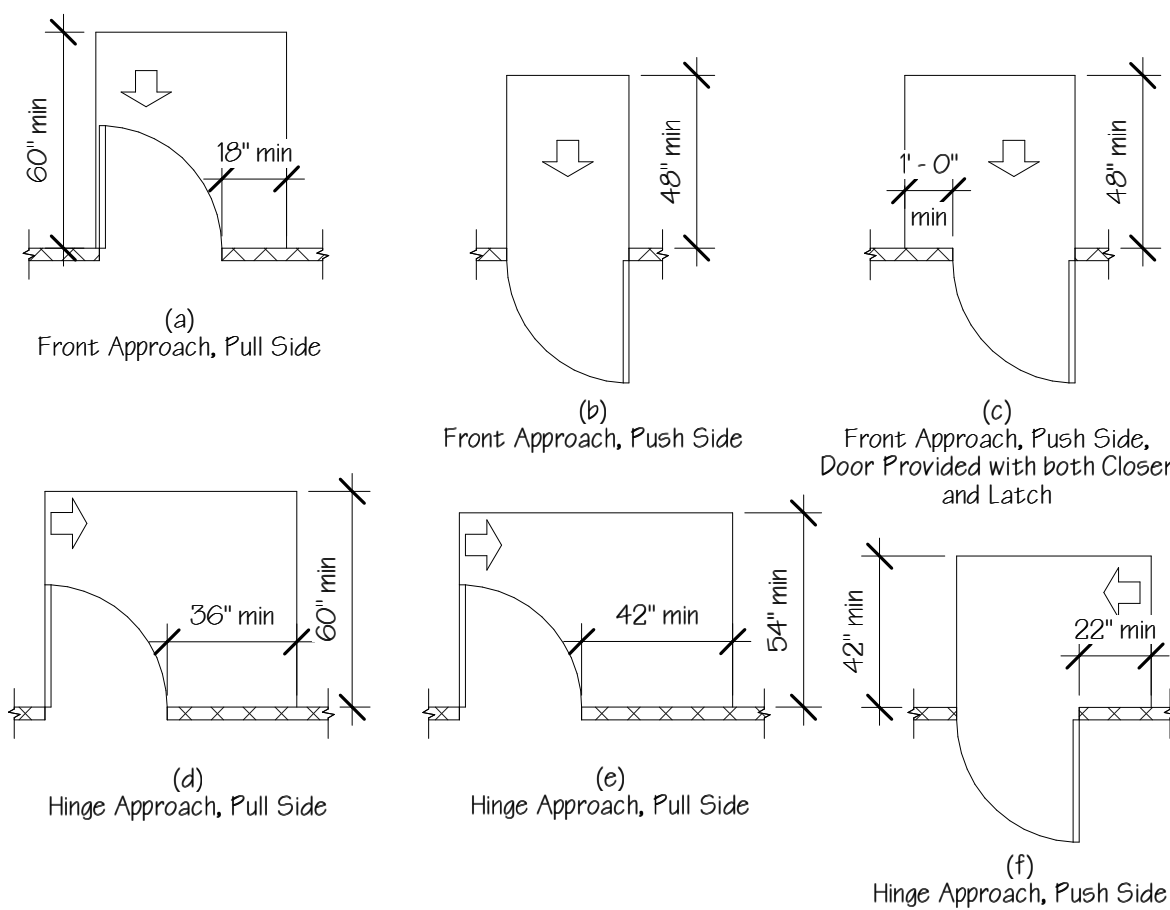 60" min
18" min
(a)
Front Approach, Pull Side
48" min
(b)
Front Approach, Push Side
1' - 0"
min
48" min
(c)
Front Approach, Push Side,
Door Provided with both Closer
and Latch
36" min
60" min
(d)
Hinge Approach, Pull Side
42" min
54" min
(e)
Hinge Approach, Pull Side
42" min
22" min
(f)
Hinge Approach, Push Side